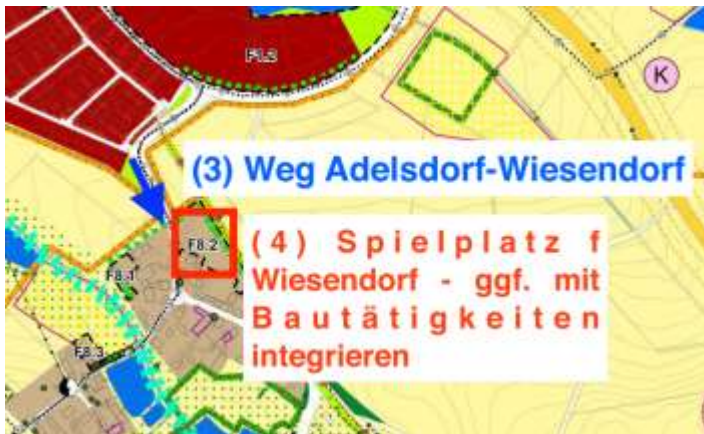 F1.2
K
(3) Weg Adelsdorf-Wiesendorf
F8.2
(4) Spielplatz f
Wiesendorf - ggf. mit
Bautätigkeiten
integrieren
F8.1
F8.3